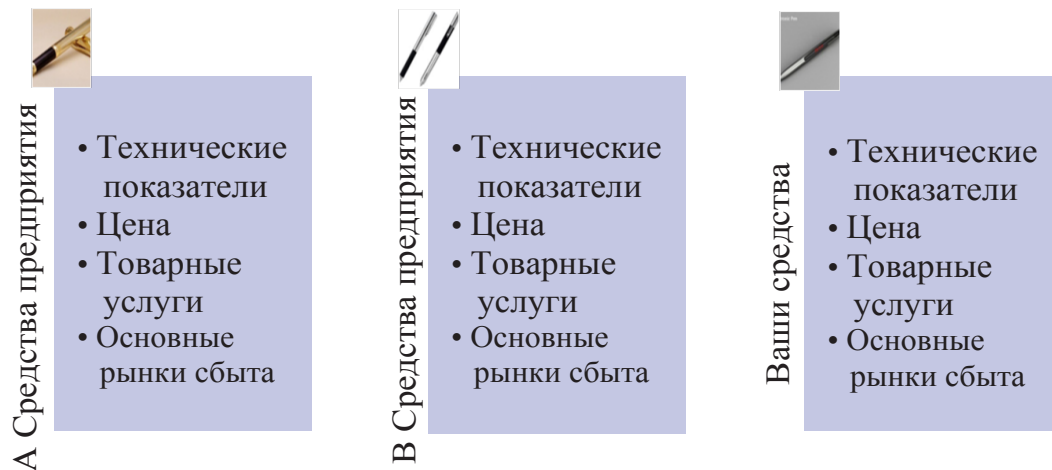 А Средства предприятия
• Технические
показатели
• Цена
• Товарные
услуги
• Основные
рынки сбыта
В Средства предприятия
• Технические
показатели
• Цена
• Товарные
услуги
• Основные
рынки сбыта
Ваши средства
• Технические
показатели
• Цена
• Товарные
услуги
• Основные
рынки сбыта